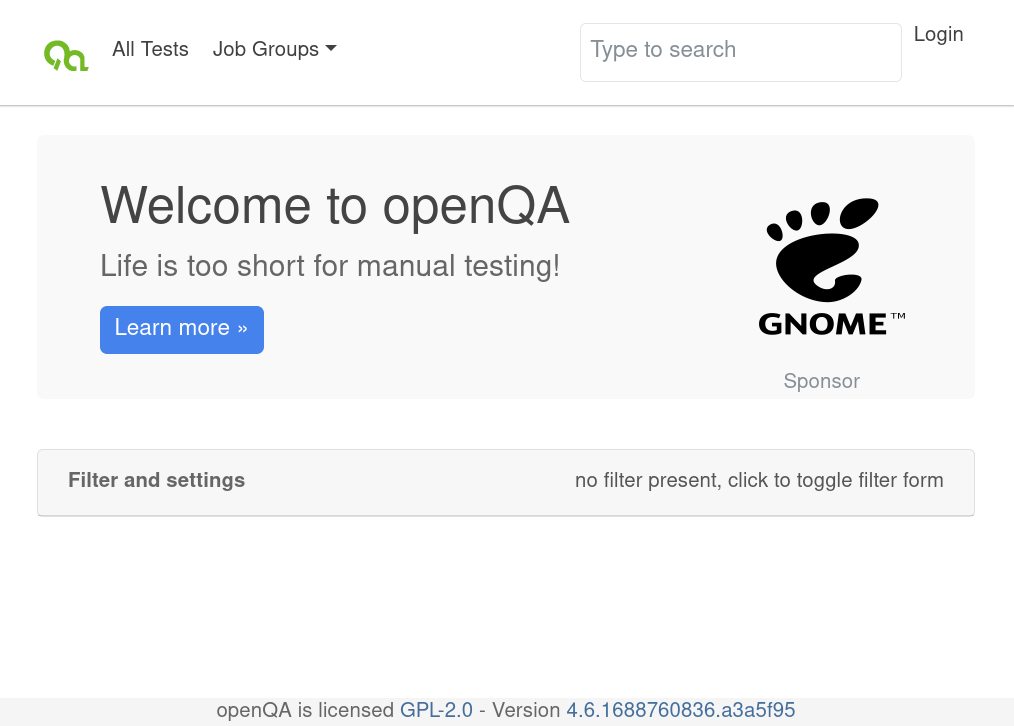 All Tests Job Groups Type to search Login
Welcome to openQA
Life is too short for manual testing!
Learn more »
GNOME™
Sponsor
Filter and settings no filter present, click to toggle filter form
openQA is licensed GPL-2.0 - Version 4.6.1688760836.a3a5f95